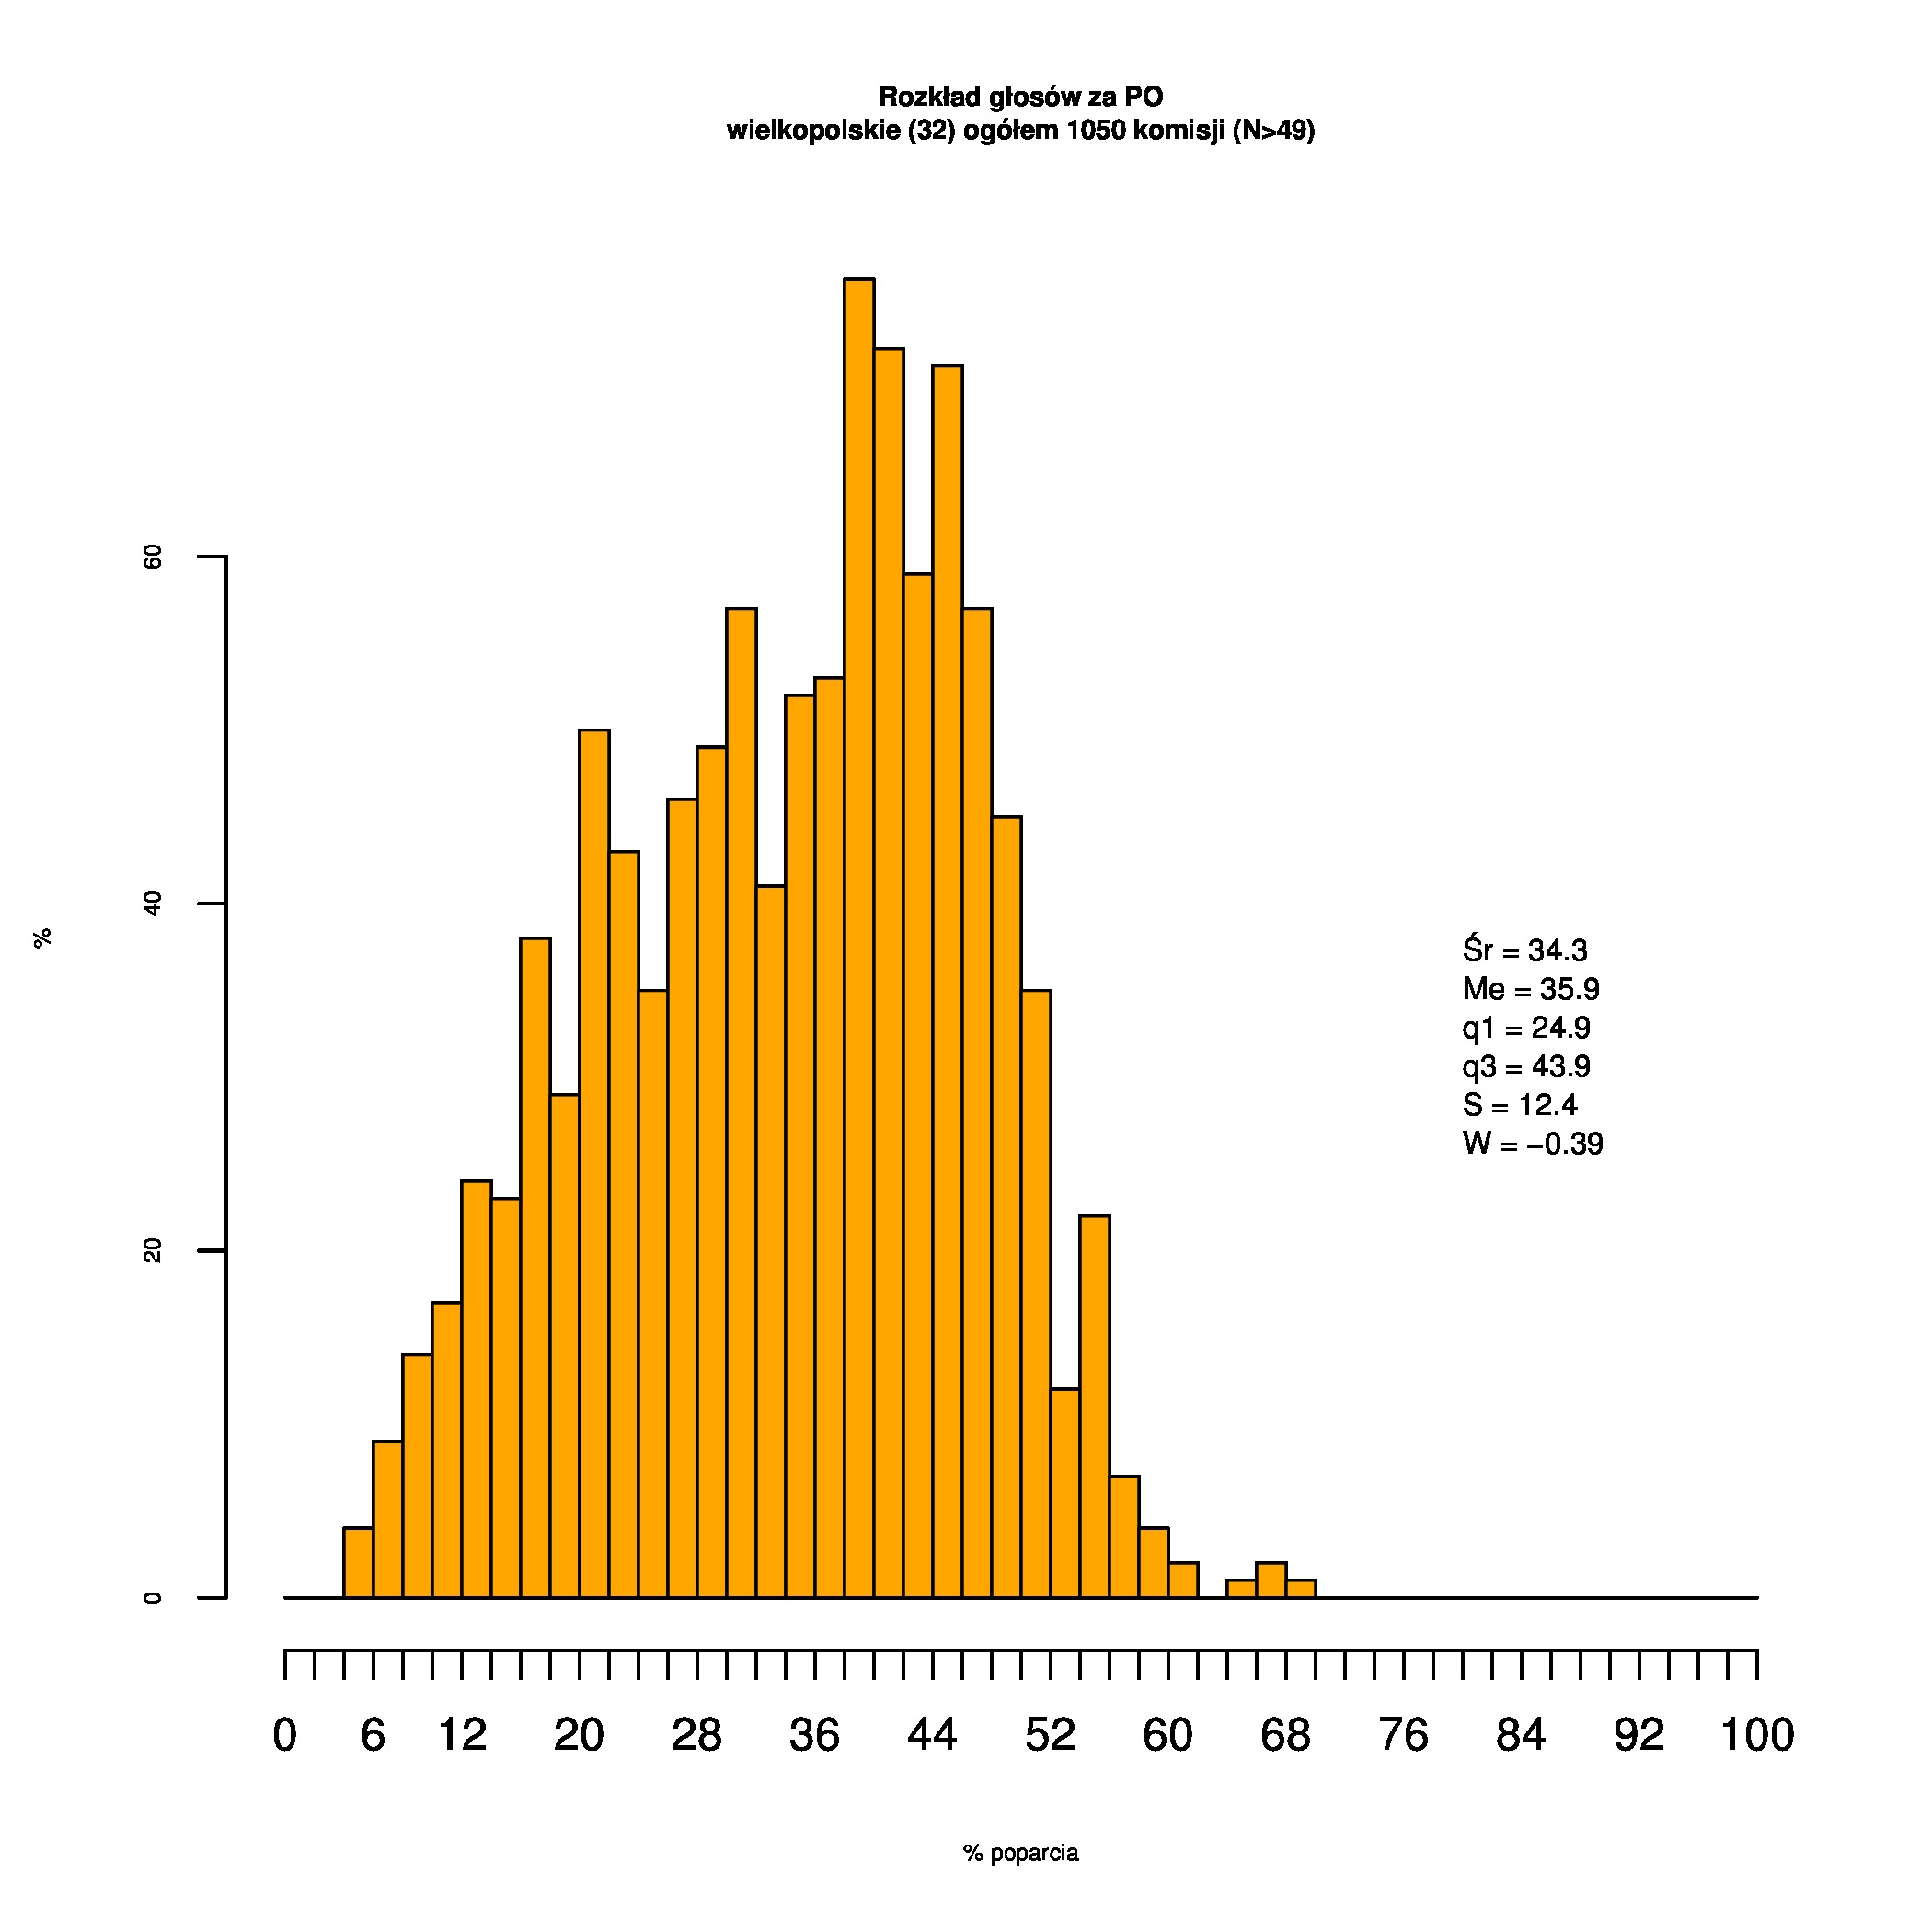 Rozkład głosów za PO
wielkopolskie (32) ogółem 1050 komisji (N>49)
60
40
20
0
%
Śr = 34.3
Me = 35.9
q1 = 24.9
q3 = 43.9
S = 12.4
W = −0.39
0 6 12 20 28 36 44 52 60 68 76 84 92 100
% poparcia